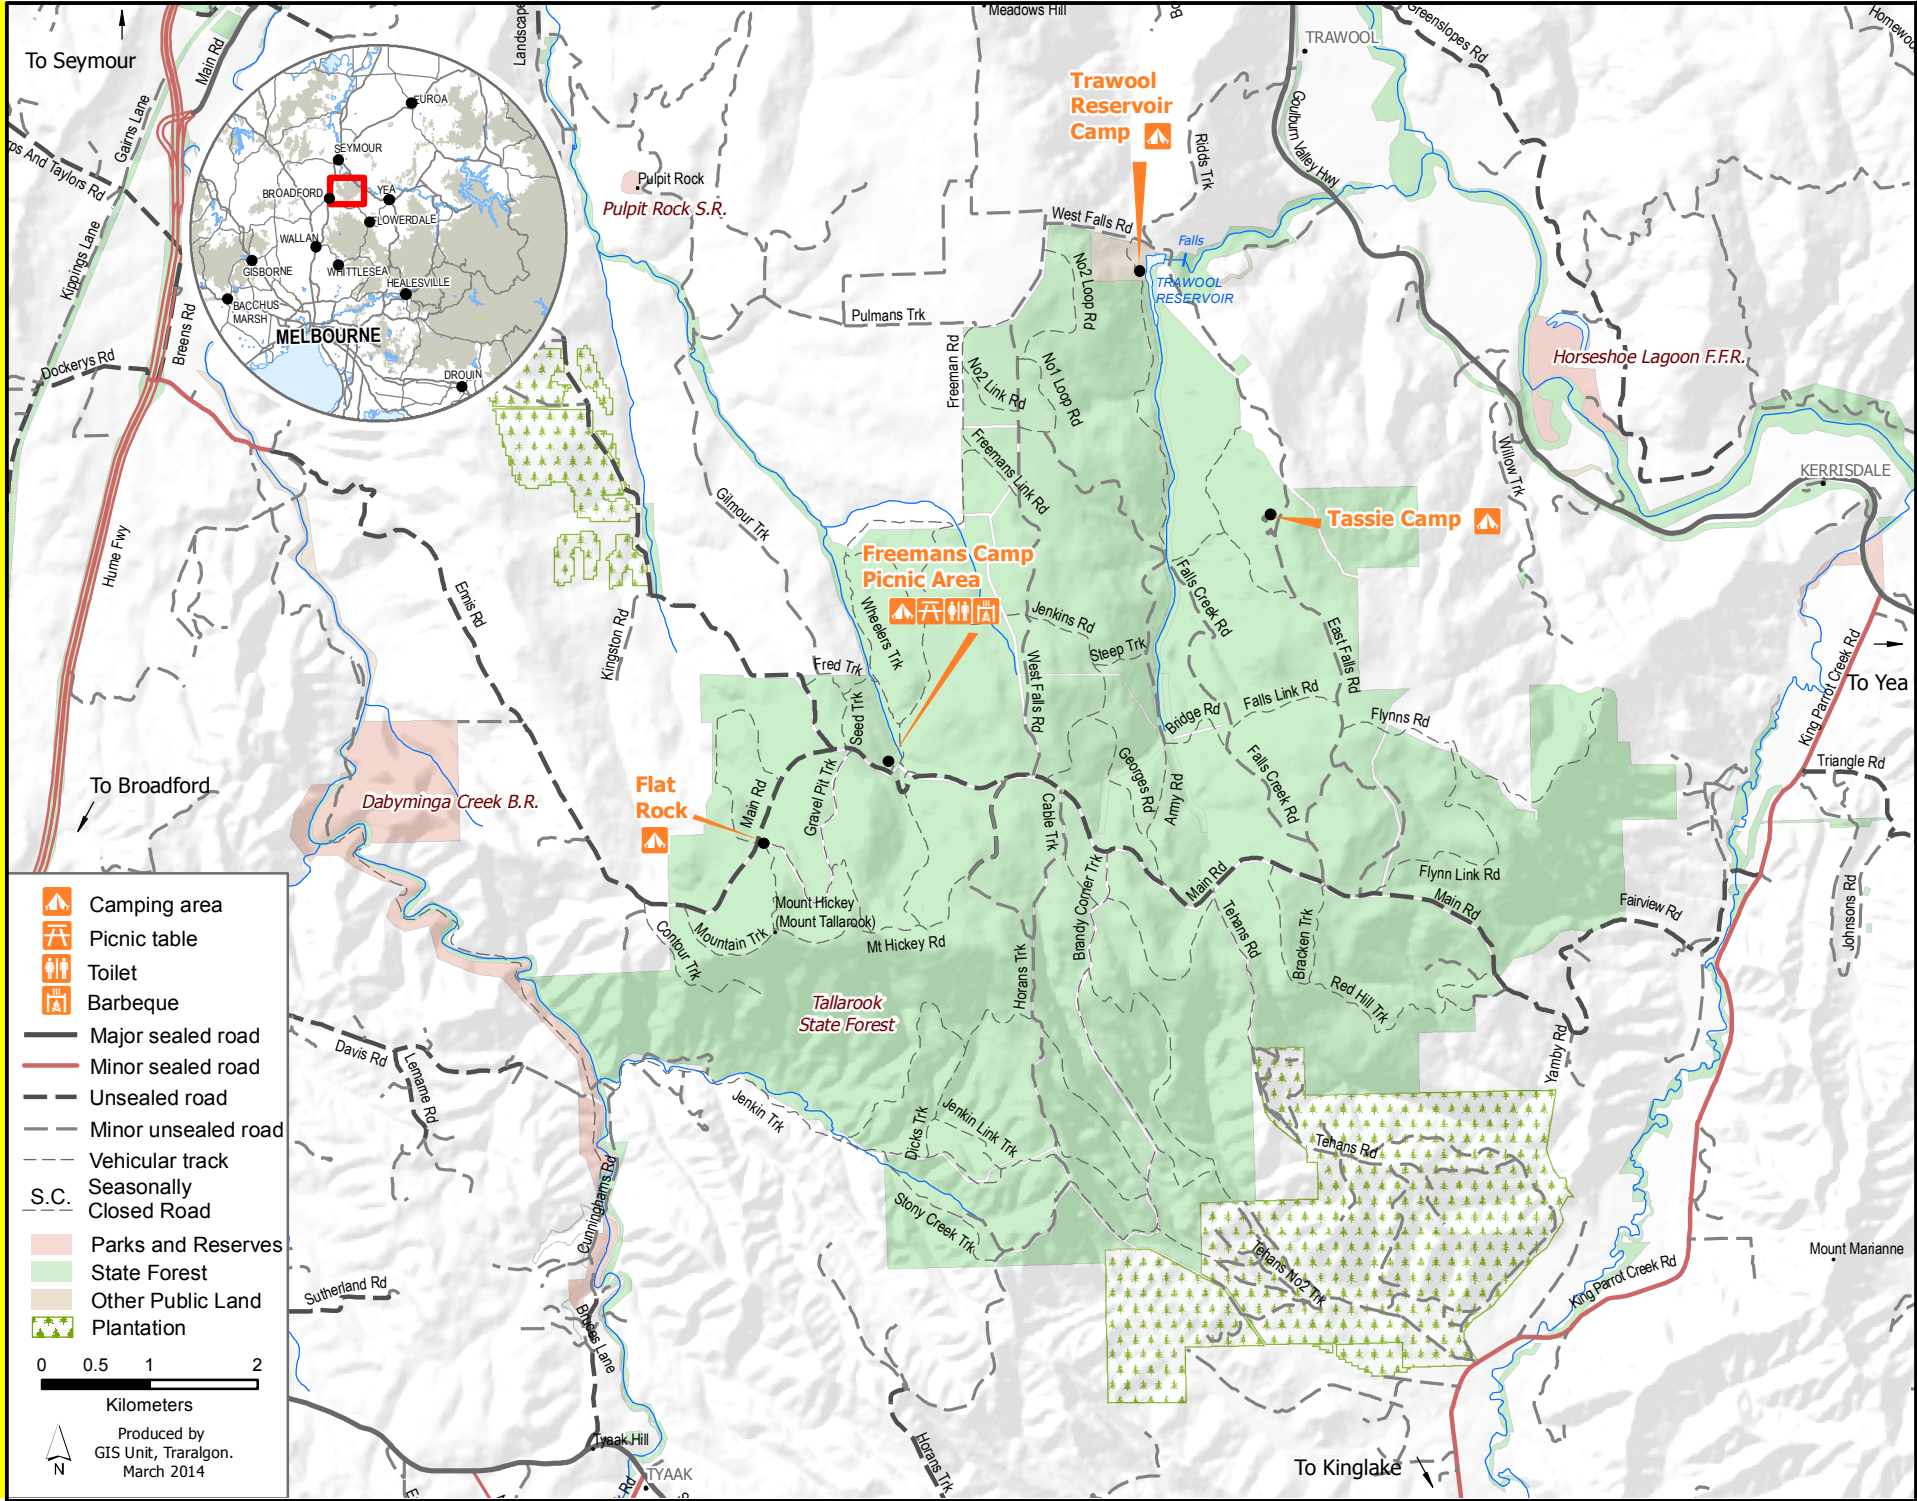 To Seymour
Main Rd
Gairns Lane
And Taylors Rd
Kippings Lane
Breens Rd
Dockerys Rd
Hume Fwy
EUROA
SEYMOUR
BROADFORD
YEA
FLOWERDALE
WALLAN
GISBORNE
WHITTLESEA
HEALESVILLE
BACCHUS
MARSH
MELBOURNE
DROUIN
Landscape
Meadows Hill
Pulpit Rock
Pulpit Rock S.R.
Trawool
Reservoir
Camp
Ridds Trk
TRAWOOL
Greenslopes Rd
Goulburn Valley Hwy
West Falls Rd
Falls
TRAWOOL
RESERVOIR
Pulmans Trk
Freeman Rd
No2 Loop Rd
No1 Loop Rd
No2 Link Rd
Freemans Link Rd
Horseshoe Lagoon F.F.R.
Willow Trk
KERRISDALE
Tassie Camp
Gilmour Trk
Ennis Rd
Kingston Rd
Freemans Camp
Picnic Area
Wheelers Trk
Fred Trk
Seed Trk
Jenkins Rd
Steep Trk
West Falls Rd
Falls Creek Rd
East Falls Rd
Falls Link Rd
Bridge Rd
Flynns Rd
King Parrot Creek Rd
To Yea
Triangle Rd
To Broadford
Dabyminga Creek B.R.
Flat
Rock
Main Rd
Gravel Pit Trk
Cable Trk
Georges Rd
Army Rd
Falls Creek Rd
Main Rd
Flynn Link Rd
Main Rd
Fairview Rd
Johnsons Rd
Mount Hickey
(Mount Tallarook)
Mountain Trk
Contour Trk
Mt Hickey Rd
Horans Trk
Brandy Corner Trk
Tehans Rd
Bracken Trk
Red Hill Trk
Yamby Rd
Tallarook
State Forest
Camping area
Picnic table
Toilet
Barbeque
Major sealed road
Minor sealed road
Unsealed road
Minor unsealed road
Vehicular track
S.C. Seasonally
Closed Road
Parks and Reserves
State Forest
Other Public Land
Plantation
0 0.5 1 2
Kilometers
N
Produced by
GIS Unit, Traralgon.
March 2014
Davis Rd
Lemame Rd
Jenkin Trk
Dicks Trk
Jenkin Link Trk
Stony Creek Trk
Cunninghams Rd
Sutherland Rd
Bruces Lane
Tehans Rd
Tehans No2 Trk
King Parrot Creek Rd
Mount Marianne
Tyaak Hill
TYAAK
Rd
Horans Trk
To Kinglake